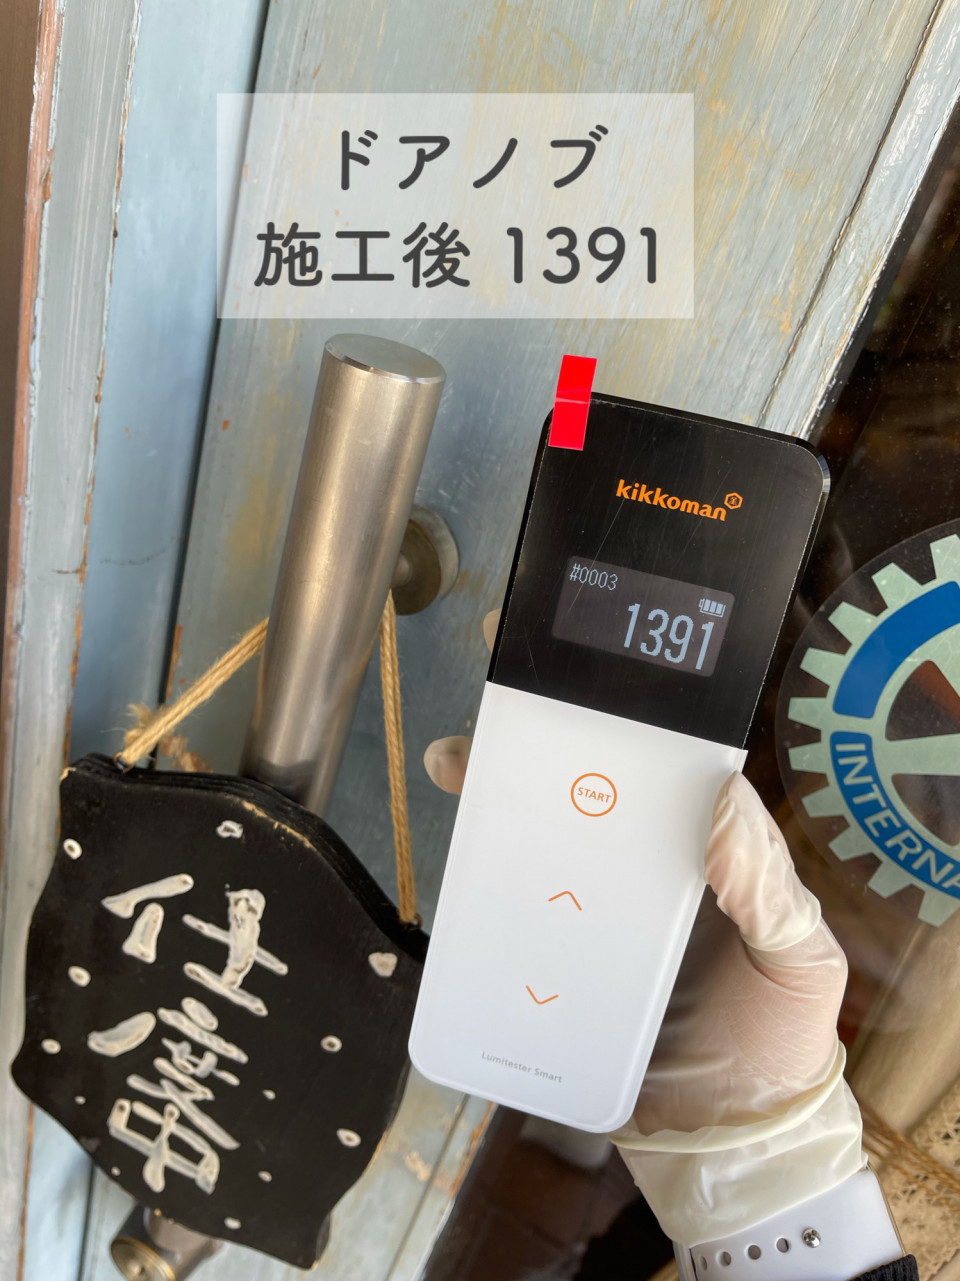 ドアノブ
施工後 1391
kikkoman
#0003
1391
START
Lumitester Smart
INTERNA